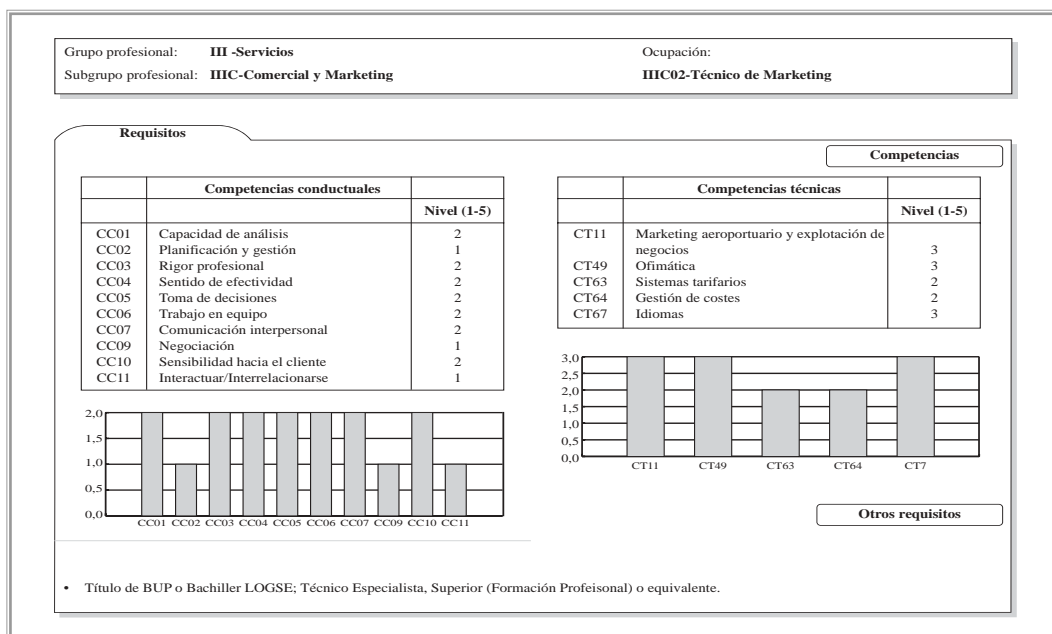 Grupo profesional: III -Servicios Ocupación:
Subgrupo profesional: IIIC-Comercial y Marketing IIIC02-Técnico de Marketing
Requisitos
Competencias
Competencias conductuales
Nivel (1-5)
CC01 Capacidad de análisis 2
CC02 Planificación y gestión 1
CC03 Rigor profesional 2
CC04 Sentido de efectividad 2
CC05 Toma de decisiones 2
CC06 Trabajo en equipo 2
CC07 Comunicación interpersonal 2
CC09 Negociación 1
CC10 Sensibilidad hacia el cliente 2
CC11 Interactuar/Interrelacionarse 1
Competencias técnicas
Nivel (1-5)
CT11 Marketing aeroportuario y explotación de
negocios 3
CT49 Ofimática 3
CT63 Sistemas tarifarios 2
CT64 Gestión de costes 2
CT67 Idiomas 3
2,0
1,5
1,0
0,5
0,0
CC01 CC02 CC03 CC04 CC05 CC06 CC07 CC09 CC10 CC11
3,0
2,5
2,0
1,5
1,0
0,5
0,0
CT11 CT49 CT63 CT64 CT7
Otros requisitos
• Título de BUP o Bachiller LOGSE; Técnico Especialista, Superior (Formación Profeisonal) o equivalente.